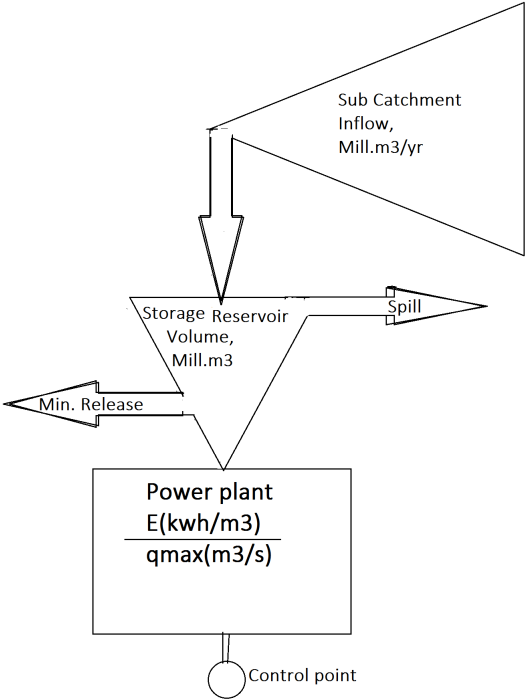 Sub Catchment
Inflow,
Mill.m3/yr
Storage Reservoir
Volume,
Mill.m3
Spill
Min. Release
Power plant
E(kwh/m3)
qmax(m3/s)
Control point